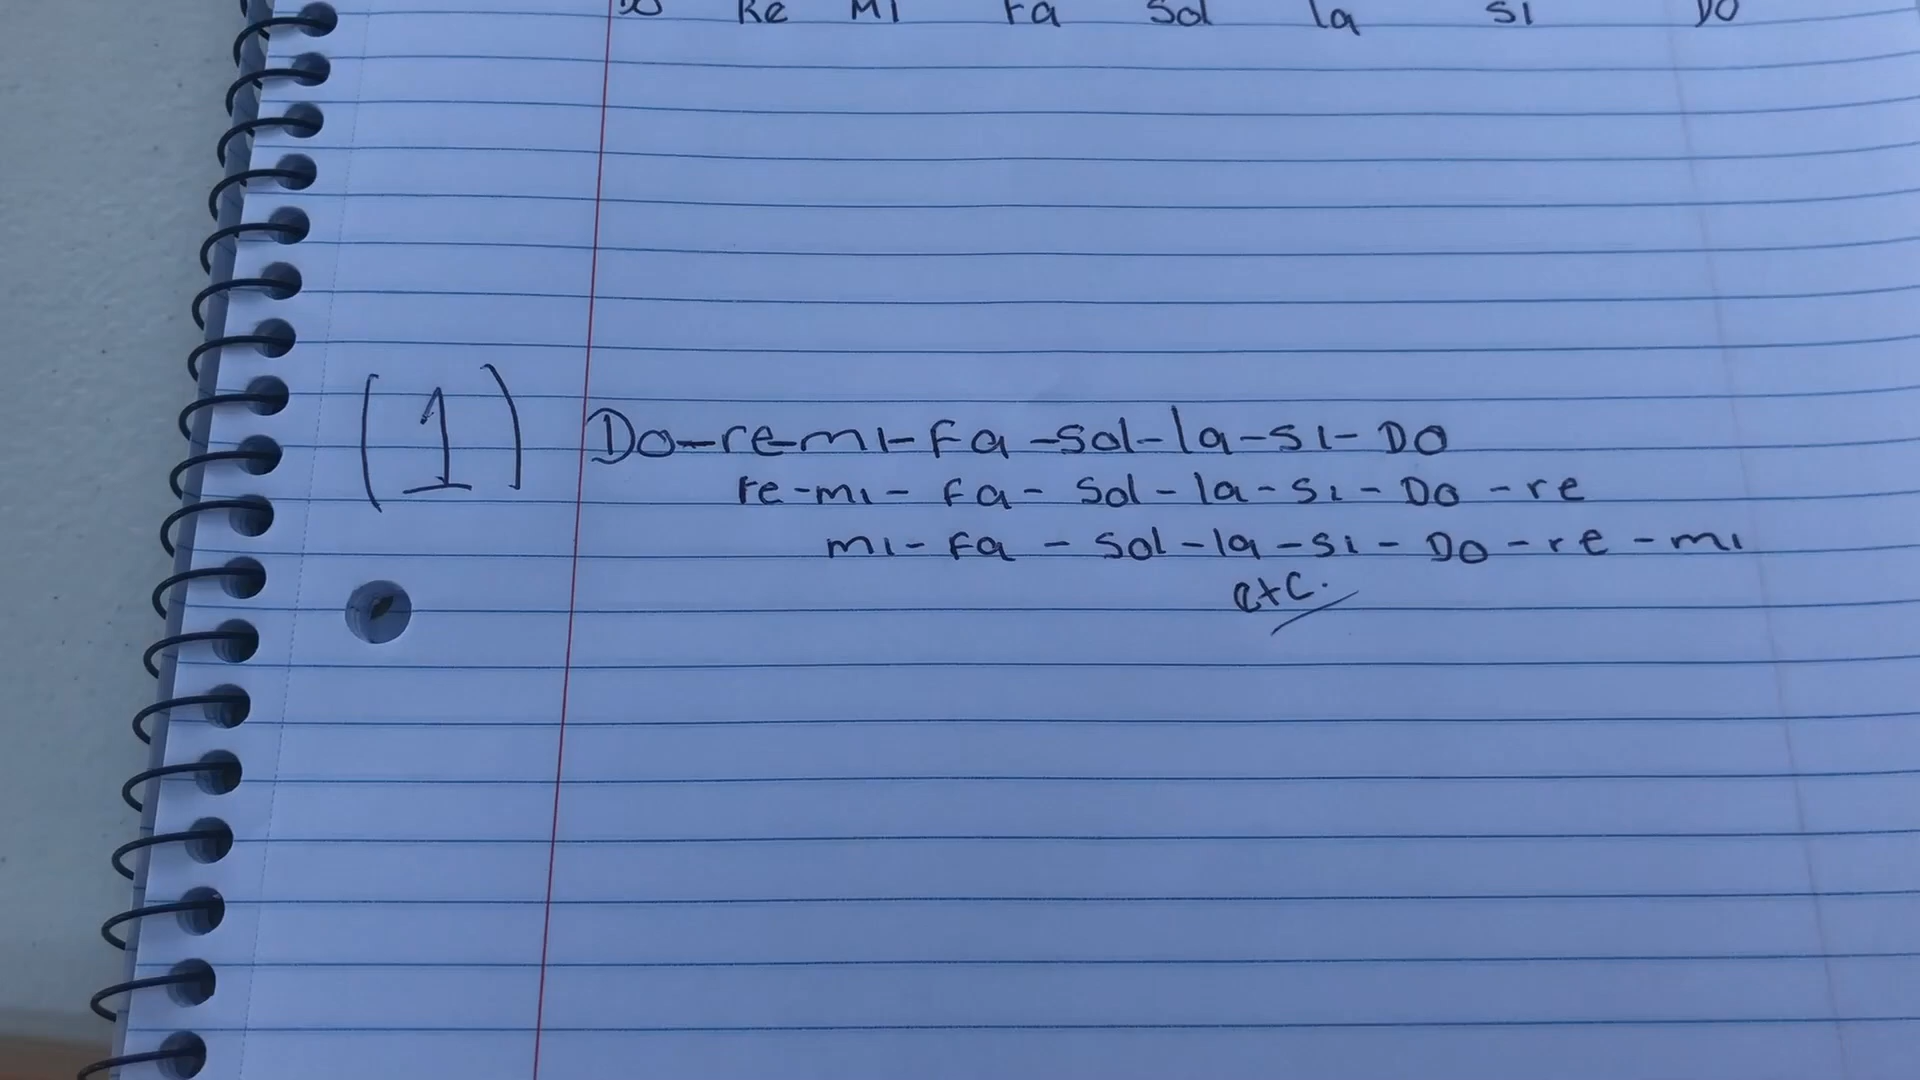 Do Re Mi Fa Sol la si DO
(1) Do-re-mi-Fa-Sol-la-si-DO
re-mi-Fa-Sol-la-si-Do-re
mi-Fa-Sol-la-si-Do-re-mi
etc.